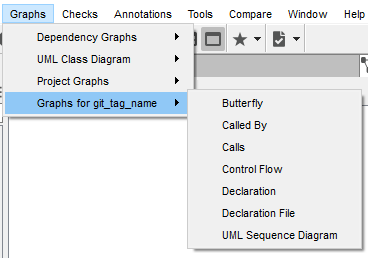 Graphs Checks Annotations Tools Compare Window Help
Dependency Graphs
UML Class Diagram
Project Graphs
Graphs for git_tag_name
Butterfly
Called By
Calls
Control Flow
Declaration
Declaration File
UML Sequence Diagram